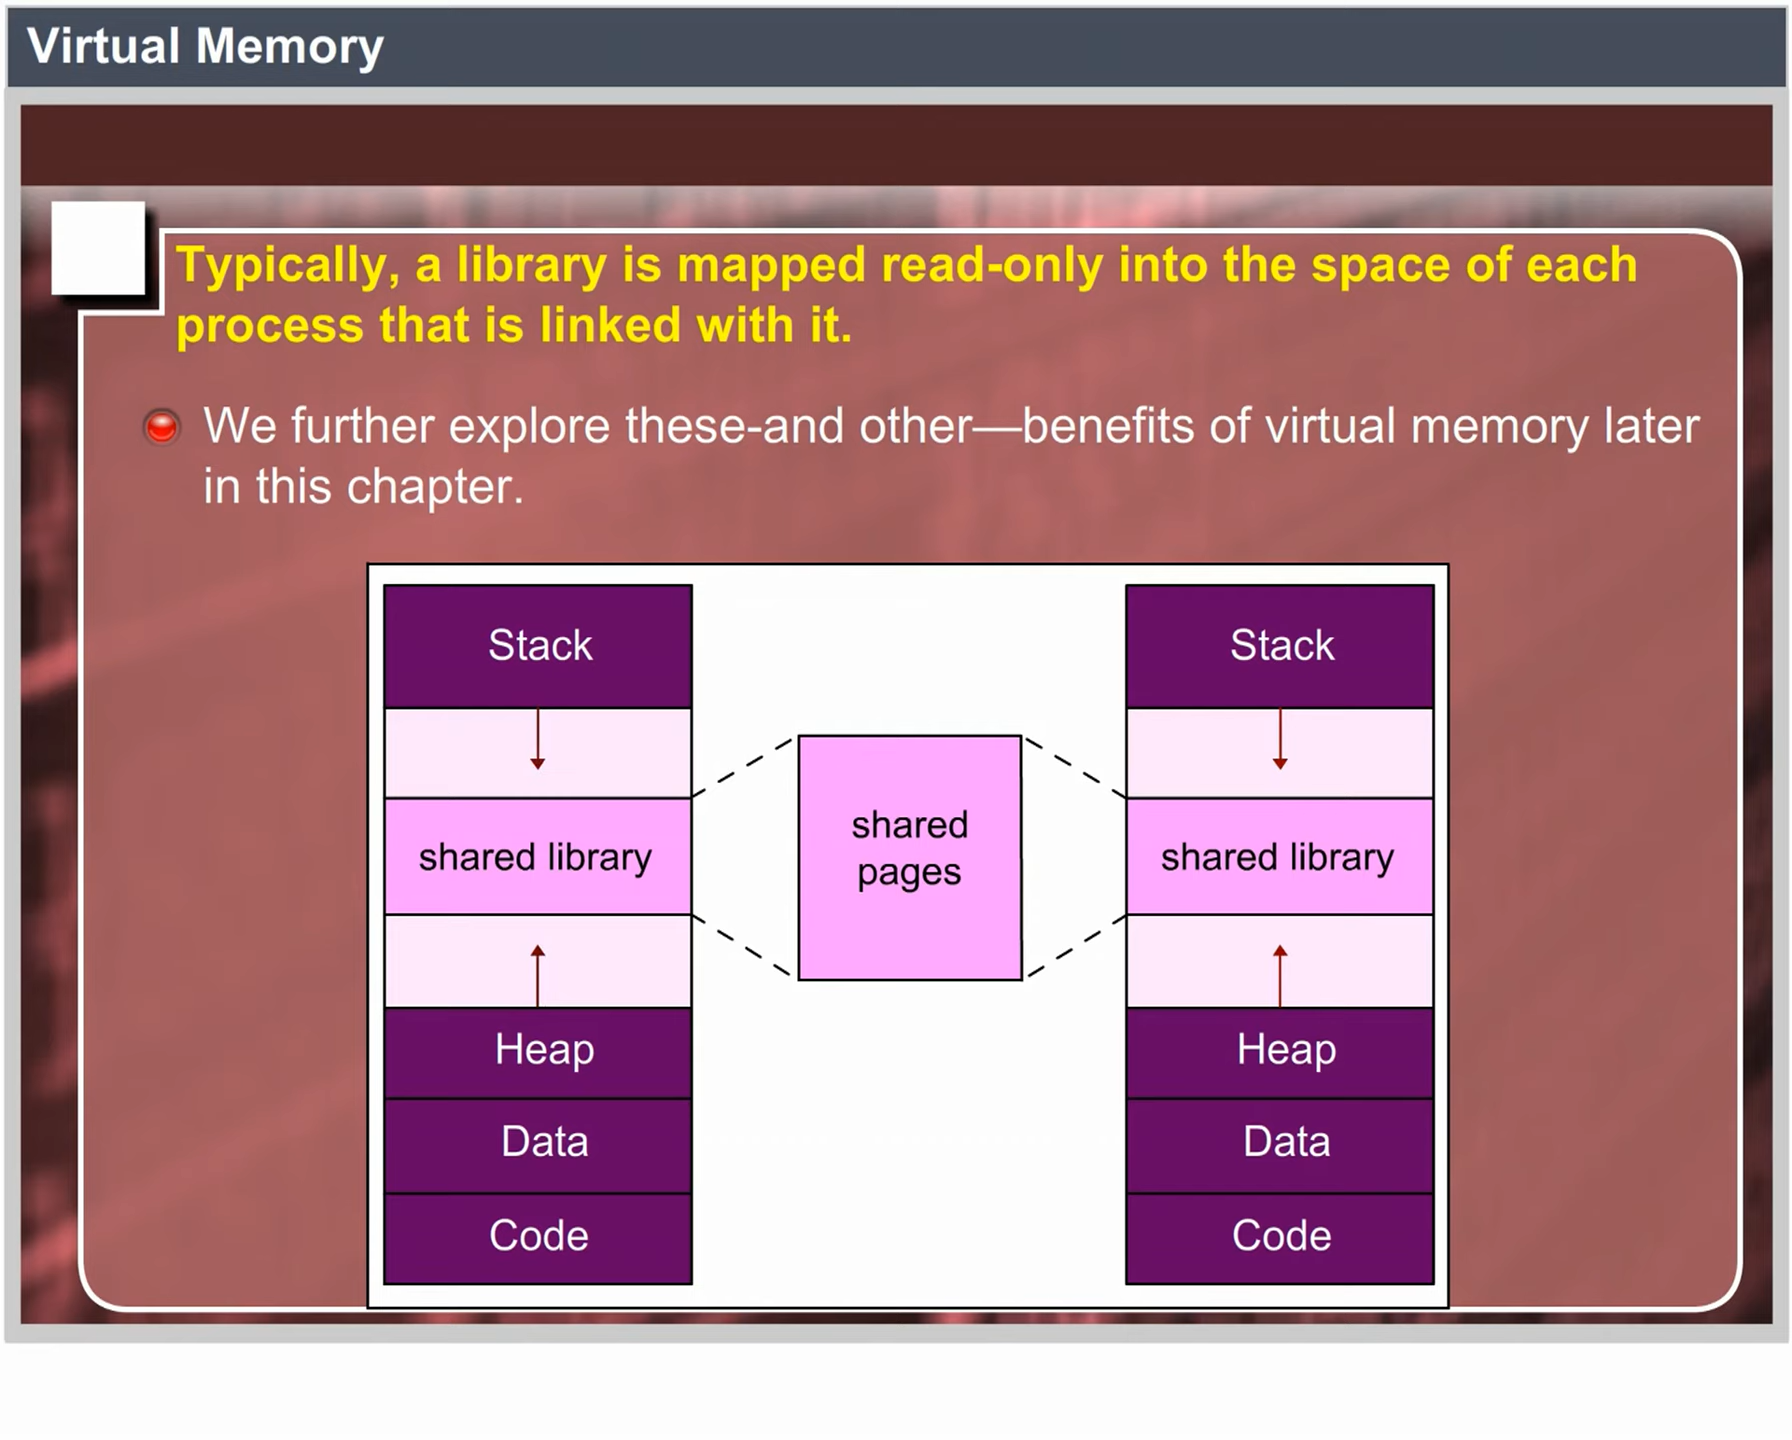 Virtual Memory
Typically, a library is mapped read-only into the space of each
process that is linked with it.
We further explore these-and other—benefits of virtual memory later
in this chapter.
Stack
shared library
Heap
Data
Code
shared
pages
Stack
shared library
Heap
Data
Code